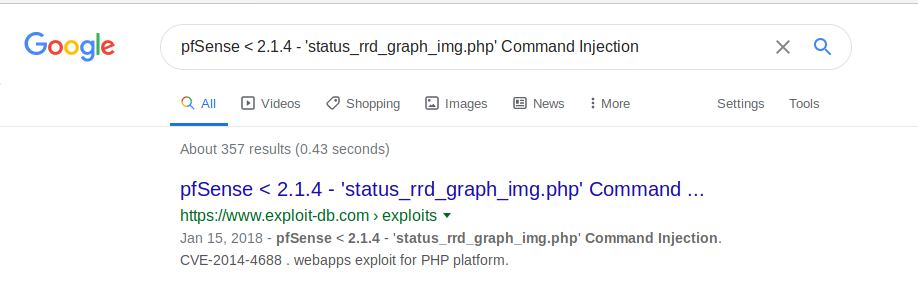 Google
pfSense < 2.1.4 - 'status_rrd_graph_img.php' Command Injection
All Videos Shopping Images News More Settings Tools
About 357 results (0.43 seconds)
pfSense < 2.1.4 - 'status_rrd_graph_img.php' Command ...
https://www.exploit-db.com › exploits
Jan 15, 2018 - pfSense < 2.1.4 - 'status_rrd_graph_img.php' Command Injection.
CVE-2014-4688 . webapps exploit for PHP platform.